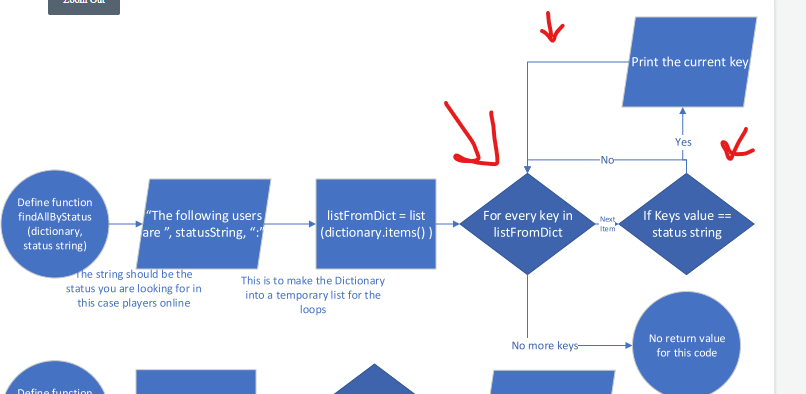 Zoom Out
Print the current key
Yes
No
Define function
findAllByStatus
(dictionary,
status string)
“The following users
are ”, statusString, “:”
listFromDict = list
(dictionary.items() )
For every key in
listFromDict
Next
Item
If Keys value ==
status string
The string should be the
status you are looking for in
this case players online
This is to make the Dictionary
into a temporary list for the
loops
No more keys
No return value
for this code
Define function